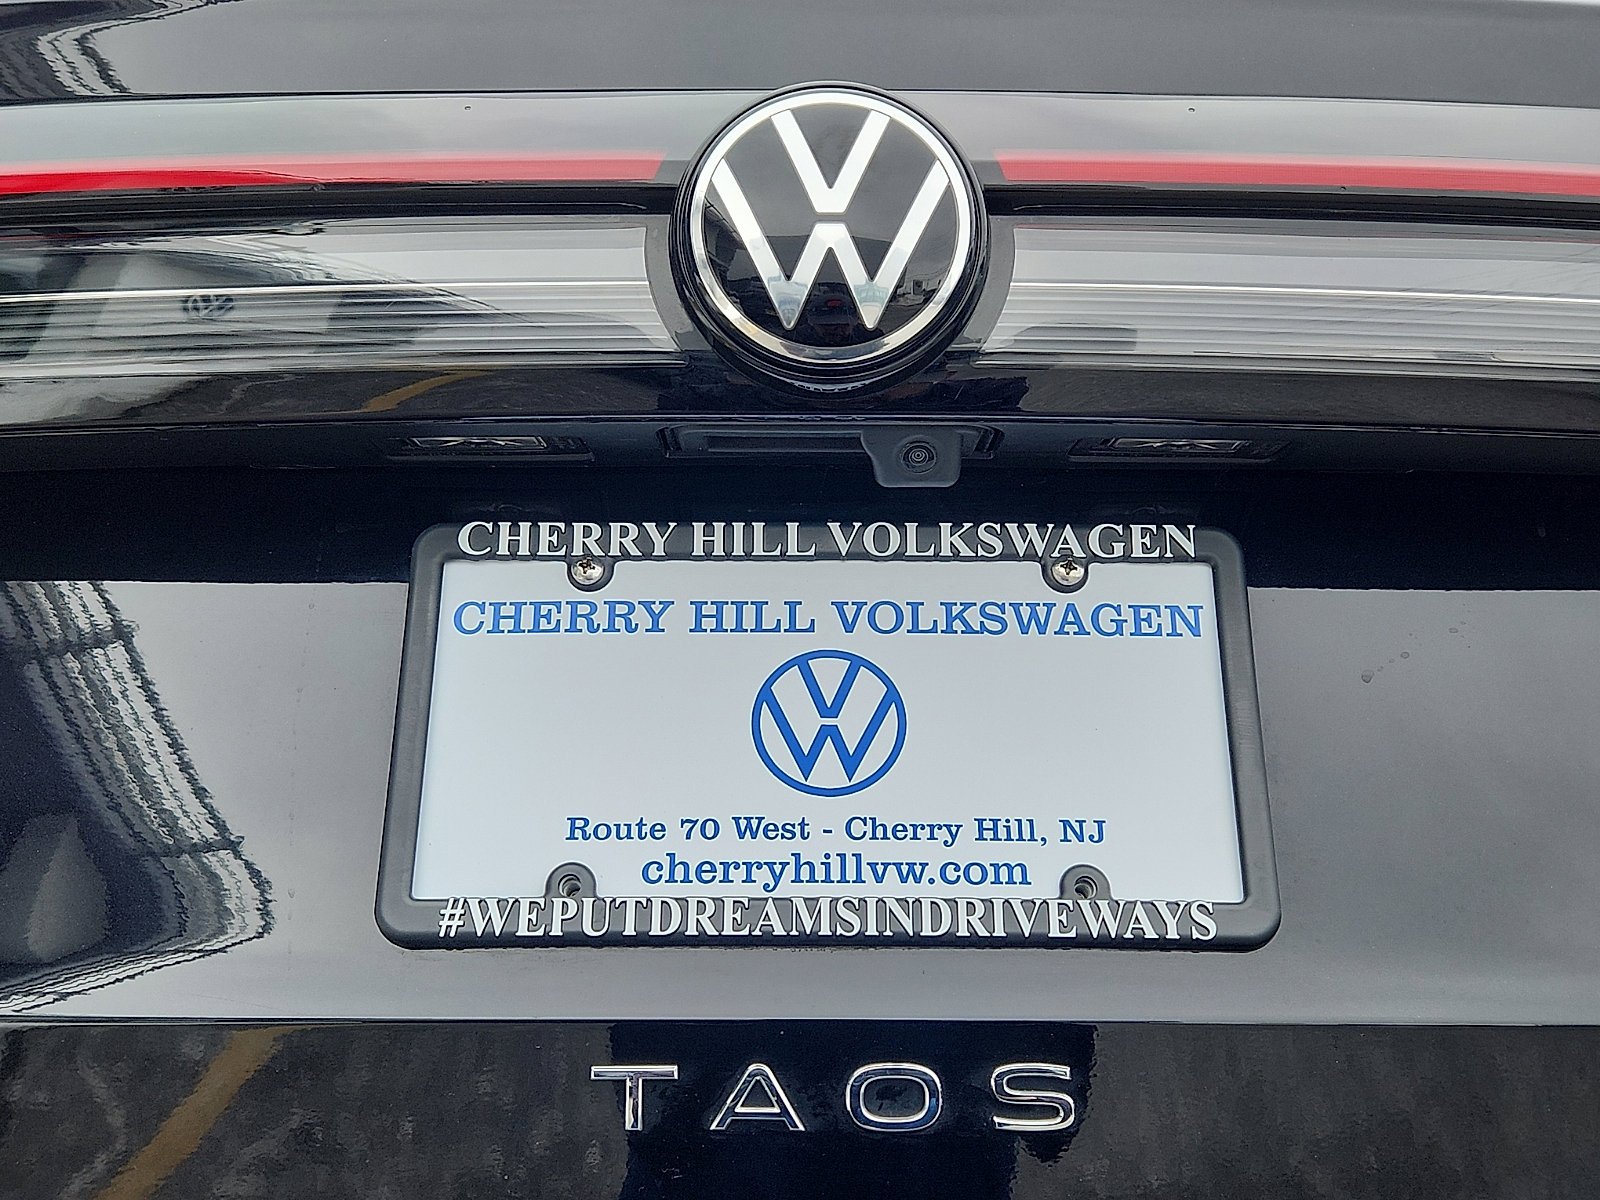 CHERRY HILL VOLKSWAGEN
CHERRY HILL VOLKSWAGEN
Route 70 West - Cherry Hill, NJ
cherryhillvw.com
#WEPUTDREAMSINDRIVEWAYS
TAOS